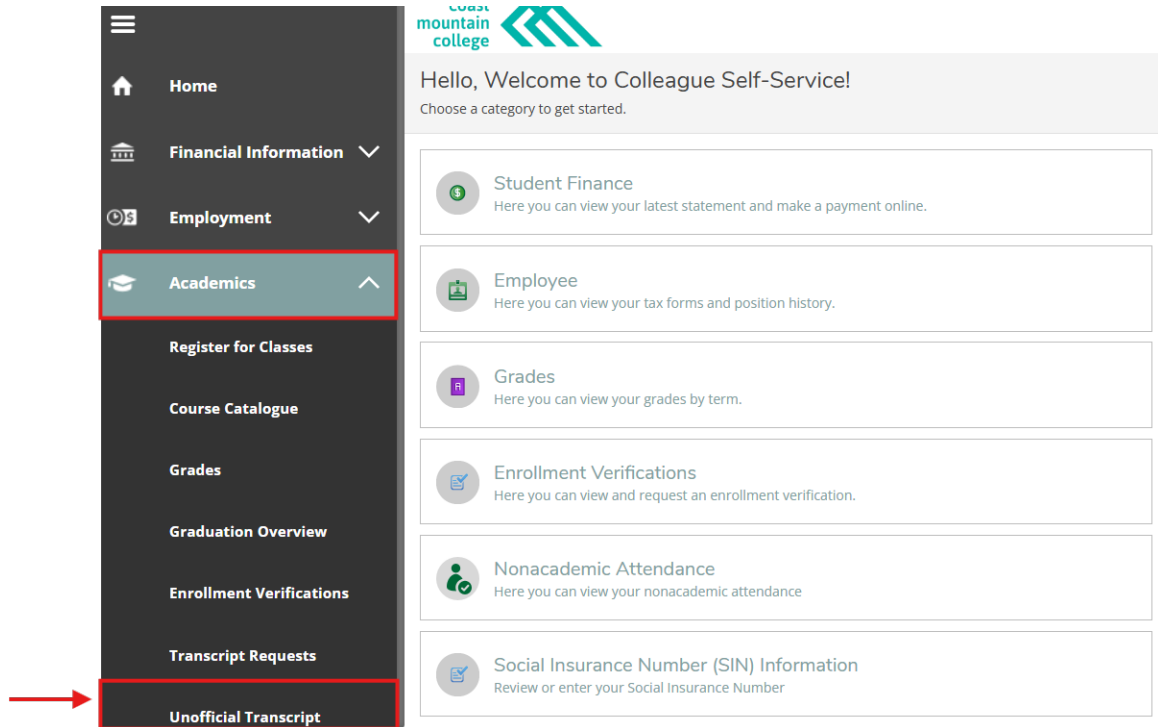 Home
Financial Information
Employment
Academics
Register for Classes
Course Catalogue
Grades
Graduation Overview
Enrollment Verifications
Transcript Requests
Unofficial Transcript
coast
mountain
college
Hello, Welcome to Colleague Self-Service!
Choose a category to get started.
Student Finance
Here you can view your latest statement and make a payment online.
Employee
Here you can view your tax forms and position history.
Grades
Here you can view your grades by term.
Enrollment Verifications
Here you can view and request an enrollment verification.
Nonacademic Attendance
Here you can view your nonacademic attendance
Social Insurance Number (SIN) Information
Review or enter your Social Insurance Number